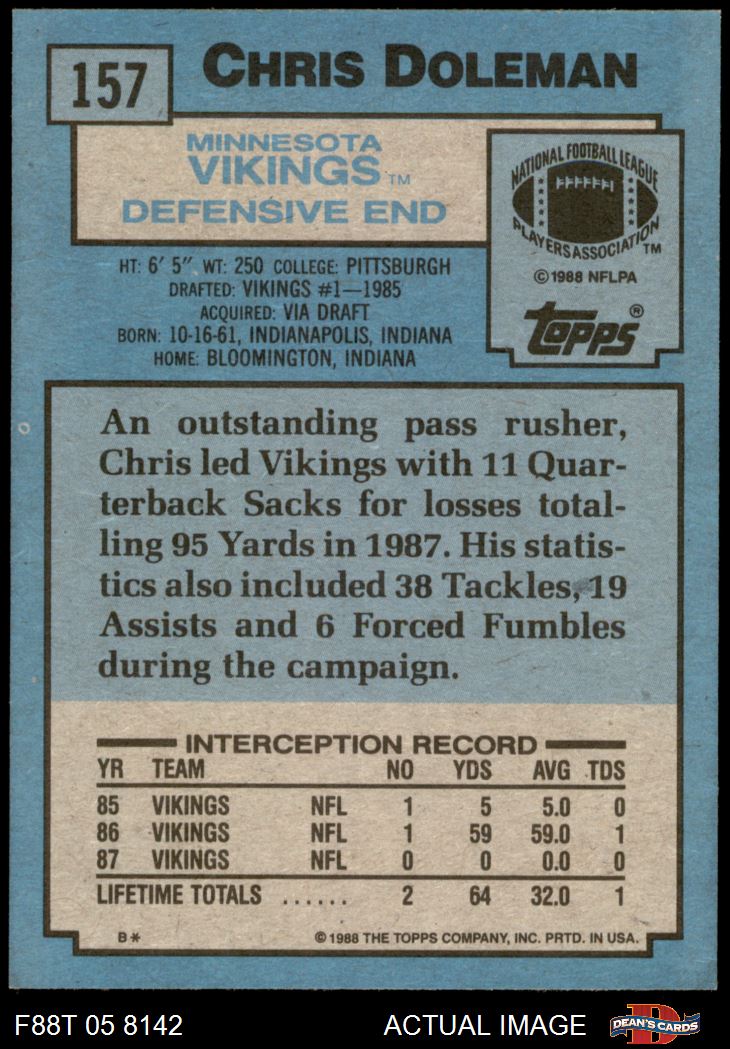 157
CHRIS DOLEMAN
MINNESOTA
VIKINGS™
DEFENSIVE END
NATIONAL FOOTBALL LEAGUE
PLAYERS ASSOCIATION™
©1988 NFLPA
topps®
HT: 6' 5" WT: 250 COLLEGE: PITTSBURGH
DRAFTED: VIKINGS #1—1985
ACQUIRED: VIA DRAFT
BORN: 10-16-61, INDIANAPOLIS, INDIANA
HOME: BLOOMINGTON, INDIANA
An outstanding pass rusher,
Chris led Vikings with 11 Quar-
terback Sacks for losses total-
ling 95 Yards in 1987. His statis-
tics also included 38 Tackles, 19
Assists and 6 Forced Fumbles
during the campaign.
INTERCEPTION RECORD
YR TEAM NO YDS AVG TDS
85 VIKINGS NFL 1 5 5.0 0
86 VIKINGS NFL 1 59 59.0 1
87 VIKINGS NFL 0 0 0.0 0
LIFETIME TOTALS ...... 2 64 32.0 1
B* ©1988 THE TOPPS COMPANY, INC. PRTD. IN USA.
F88T 05 8142 ACTUAL IMAGE DEAN'S CARDS